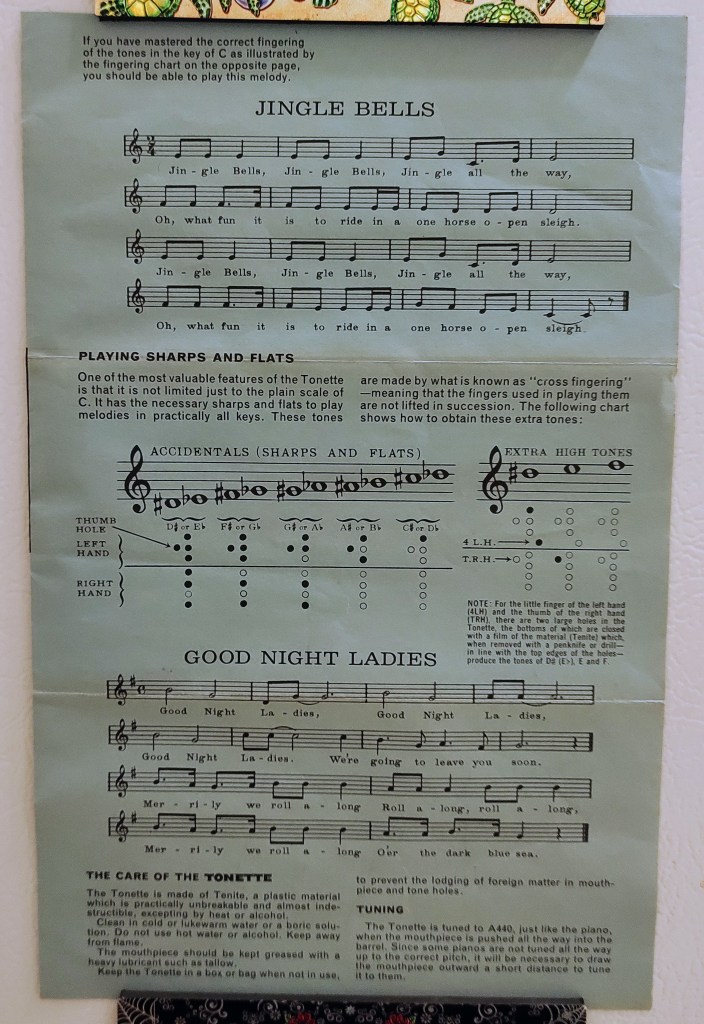 If you have mastered the correct fingering
of the tones in the key of C as illustrated by
the fingering chart on the opposite page,
you should be able to play this melody.
JINGLE BELLS
Jin - gle Bells, Jin - gle Bells, Jin - gle all the way,
Oh, what fun it is to ride in a one horse o - pen sleigh.
Jin - gle Bells, Jin - gle Bells, Jin - gle all the way,
Oh, what fun it is to ride in a one horse o - pen sleigh.
PLAYING SHARPS AND FLATS
One of the most valuable features of the Tonette
is that it is not limited just to the plain scale of
C. It has the necessary sharps and flats to play
melodies in practically all keys. These tones
are made by what is known as "cross fingering"
—meaning that the fingers used in playing them
are not lifted in succession. The following chart
shows how to obtain these extra tones:
ACCIDENTALS (SHARPS AND FLATS)
D♯ or E♭ F♯ or G♭ G♯ or A♭ A♯ or B♭ C♯ or D♭
THUMB
HOLE
LEFT
HAND
RIGHT
HAND
EXTRA HIGH TONES
4 L.H.
T.R.H.
NOTE: For the little finger of the left hand
(4LH) and the thumb of the right hand
(TRH), there are two large holes in the
Tonette, the bottoms of which are closed
with a film of the material (Tenite) which,
when removed with a penknife or drill—
in line with the top edges of the holes—
produce the tones of D♯ (E♭), E and F.
GOOD NIGHT LADIES
Good Night La - dies, Good Night La - dies,
Good Night La - dies. We're going to leave you soon.
Mer - ri - ly we roll a - long Roll a - long, roll a - long,
Mer - ri - ly we roll a - long O'er the dark blue sea.
THE CARE OF THE TONETTE
The Tonette is made of Tenite, a plastic material
which is practically unbreakable and almost inde-
structible, excepting by heat or alcohol.
Clean in cold or lukewarm water or a boric solu-
tion. Do not use hot water or alcohol. Keep away
from flame.
The mouthpiece should be kept greased with a
heavy lubricant such as tallow.
Keep the Tonette in a box or bag when not in use,
to prevent the lodging of foreign matter in mouth-
piece and tone holes.
TUNING
The Tonette is tuned to A440, just like the piano,
when the mouthpiece is pushed all the way into the
barrel. Since some pianos are not tuned all the way
up to the correct pitch, it will be necessary to draw
the mouthpiece outward a short distance to tune
it to them.